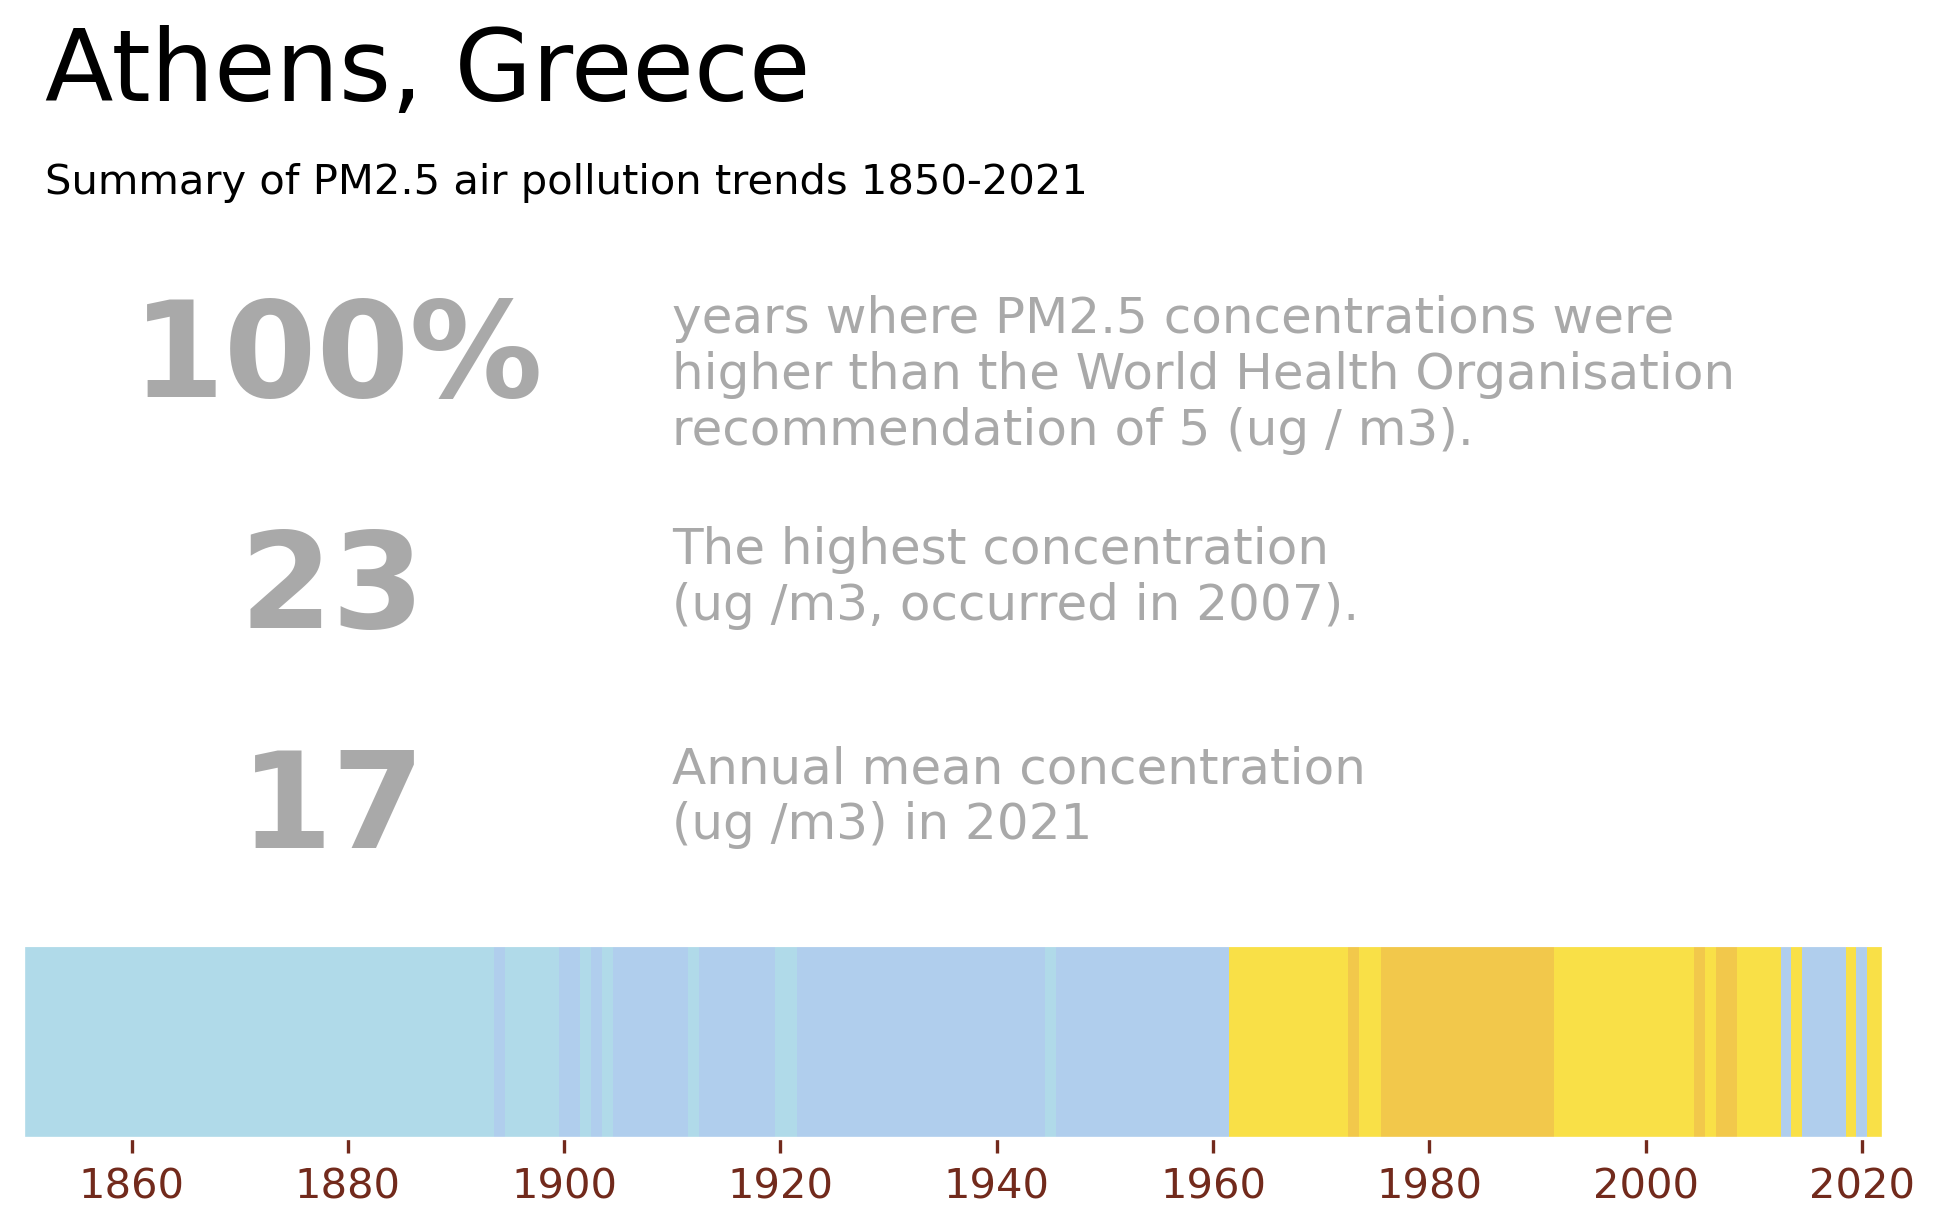 Athens, Greece
Summary of PM2.5 air pollution trends 1850-2021
100%
years where PM2.5 concentrations were
higher than the World Health Organisation
recommendation of 5 (ug / m3).
23
The highest concentration
(ug /m3, occurred in 2007).
17
Annual mean concentration
(ug /m3) in 2021
1860 1880 1900 1920 1940 1960 1980 2000 2020